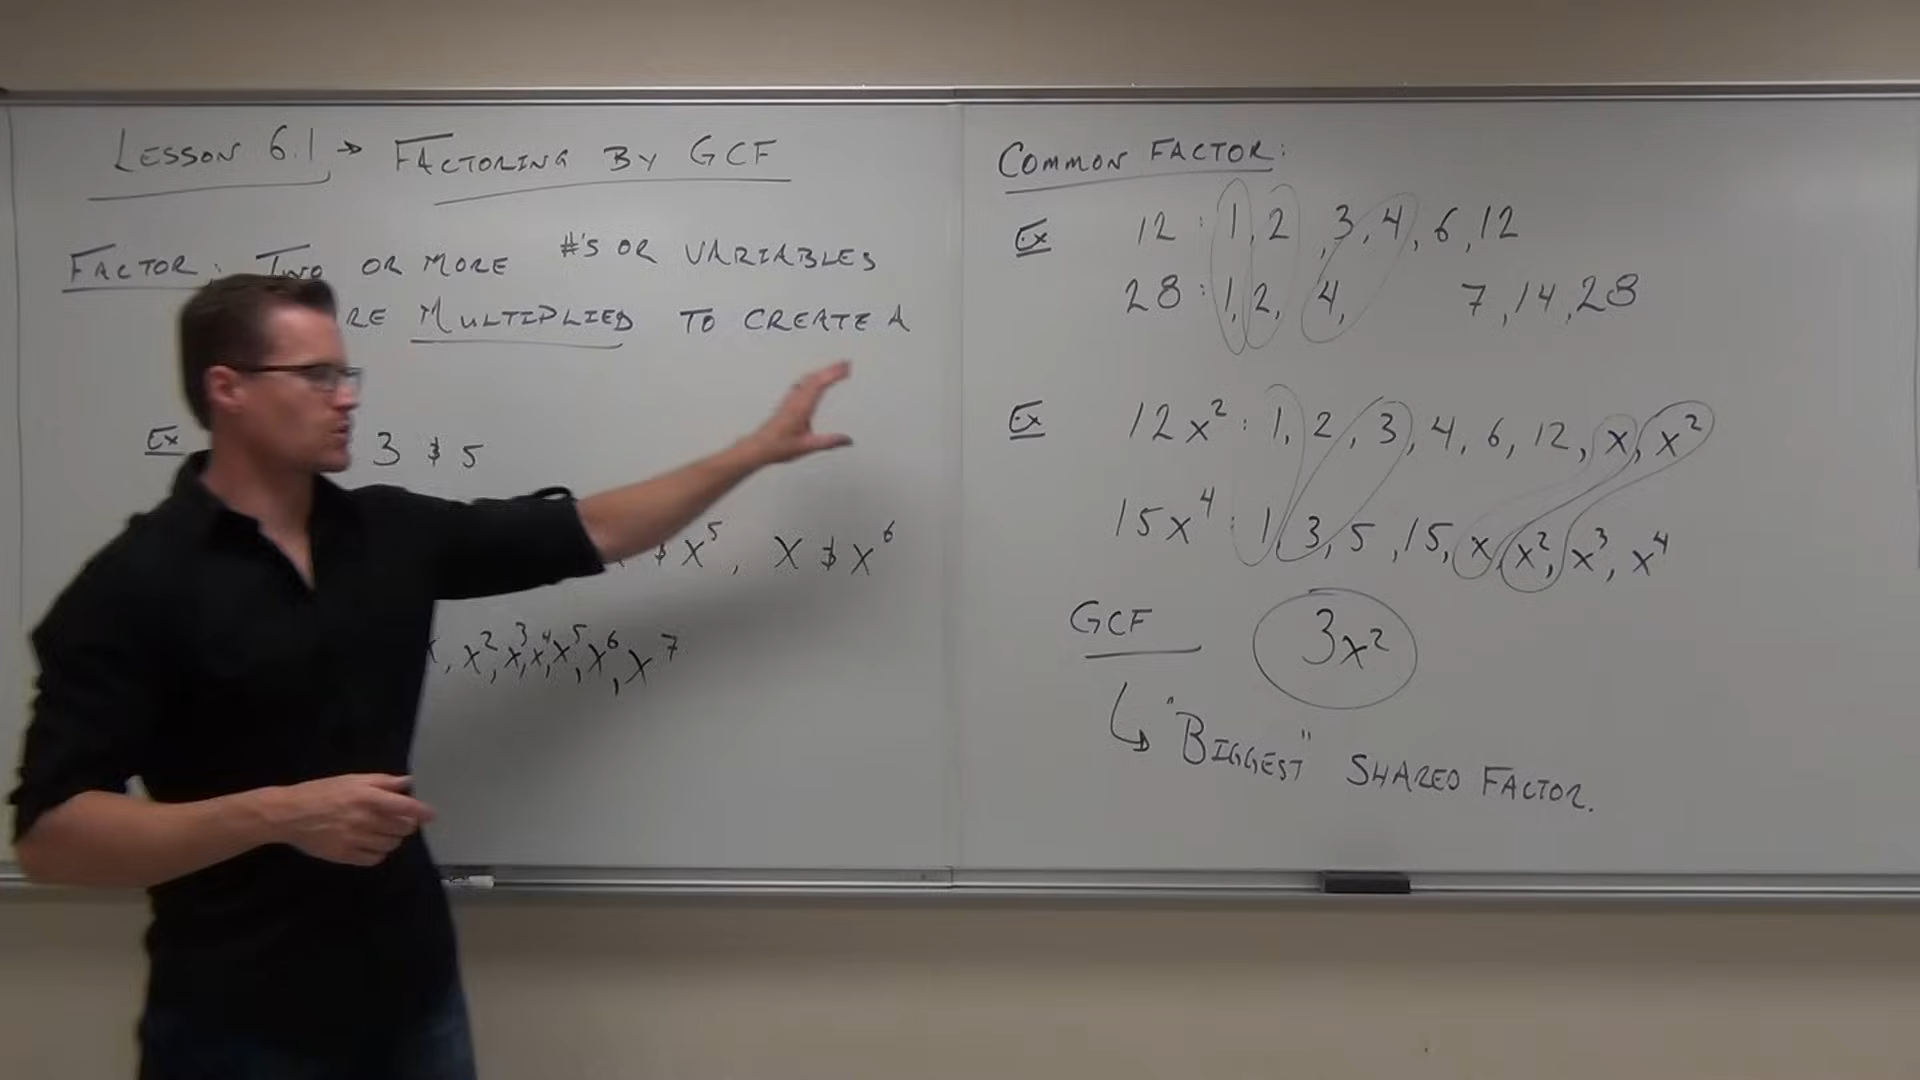 LESSON 6.1 → FACTORING BY GCF
FACTOR: TWO OR MORE #'S OR VARIABLES
RE MULTIPLIED TO CREATE A
Ex 3 & 5
& x⁵, x & x⁶
, x², x³, x⁴, x⁵, x⁶, x⁷
COMMON FACTOR:
Ex 12 : 1, 2, 3, 4, 6, 12
28 : 1, 2, 4, 7, 14, 28
Ex 12x² : 1, 2, 3, 4, 6, 12, x, x²
15x⁴ : 1, 3, 5, 15, x, x², x³, x⁴
GCF 3x²
↳ "BIGGEST" SHARED FACTOR.